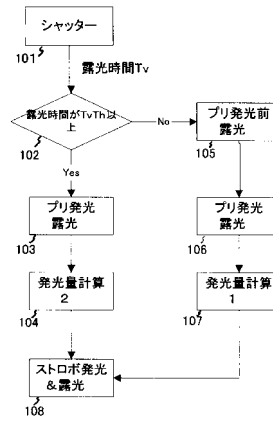 シャッター
101
露光時間Tv
露光時間がTvTh以
上
102
No
プリ発光前
露光
105
Yes
プリ発光
露光
103
プリ発光
露光
106
発光量計算
2
104
発光量計算
1
107
ストロボ発光
&露光
108